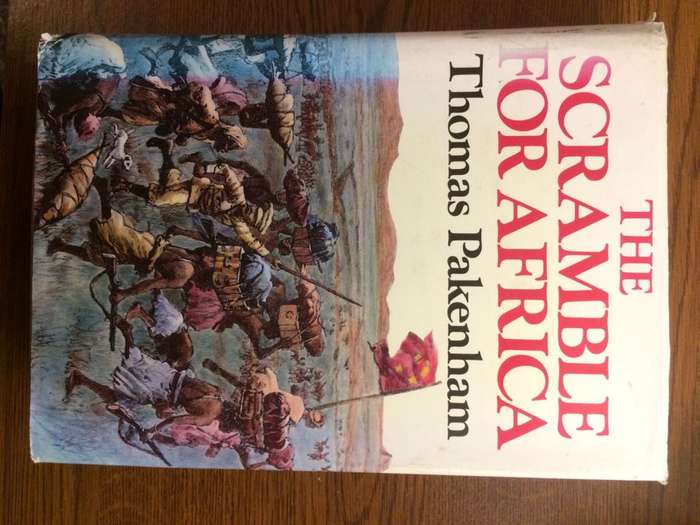 THE
SCRAMBLE
FOR AFRICA
Thomas Pakenham